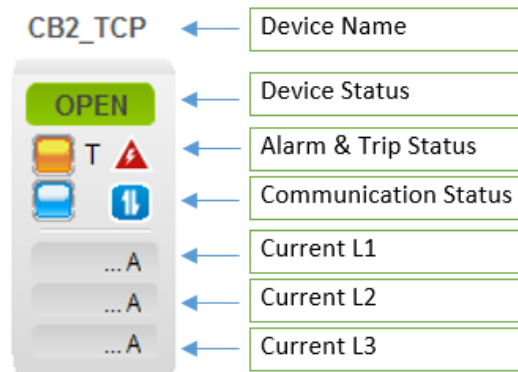 CB2_TCP
Device Name
OPEN
Device Status
T
Alarm & Trip Status
Communication Status
... A
Current L1
... A
Current L2
... A
Current L3